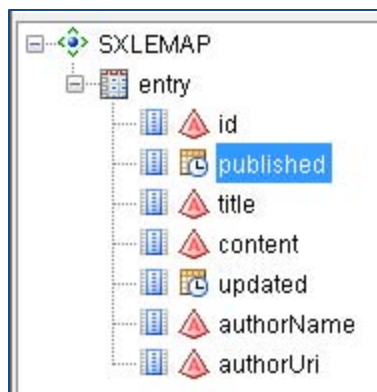 SXLEMAP
entry
id
published
title
content
updated
authorName
authorUri